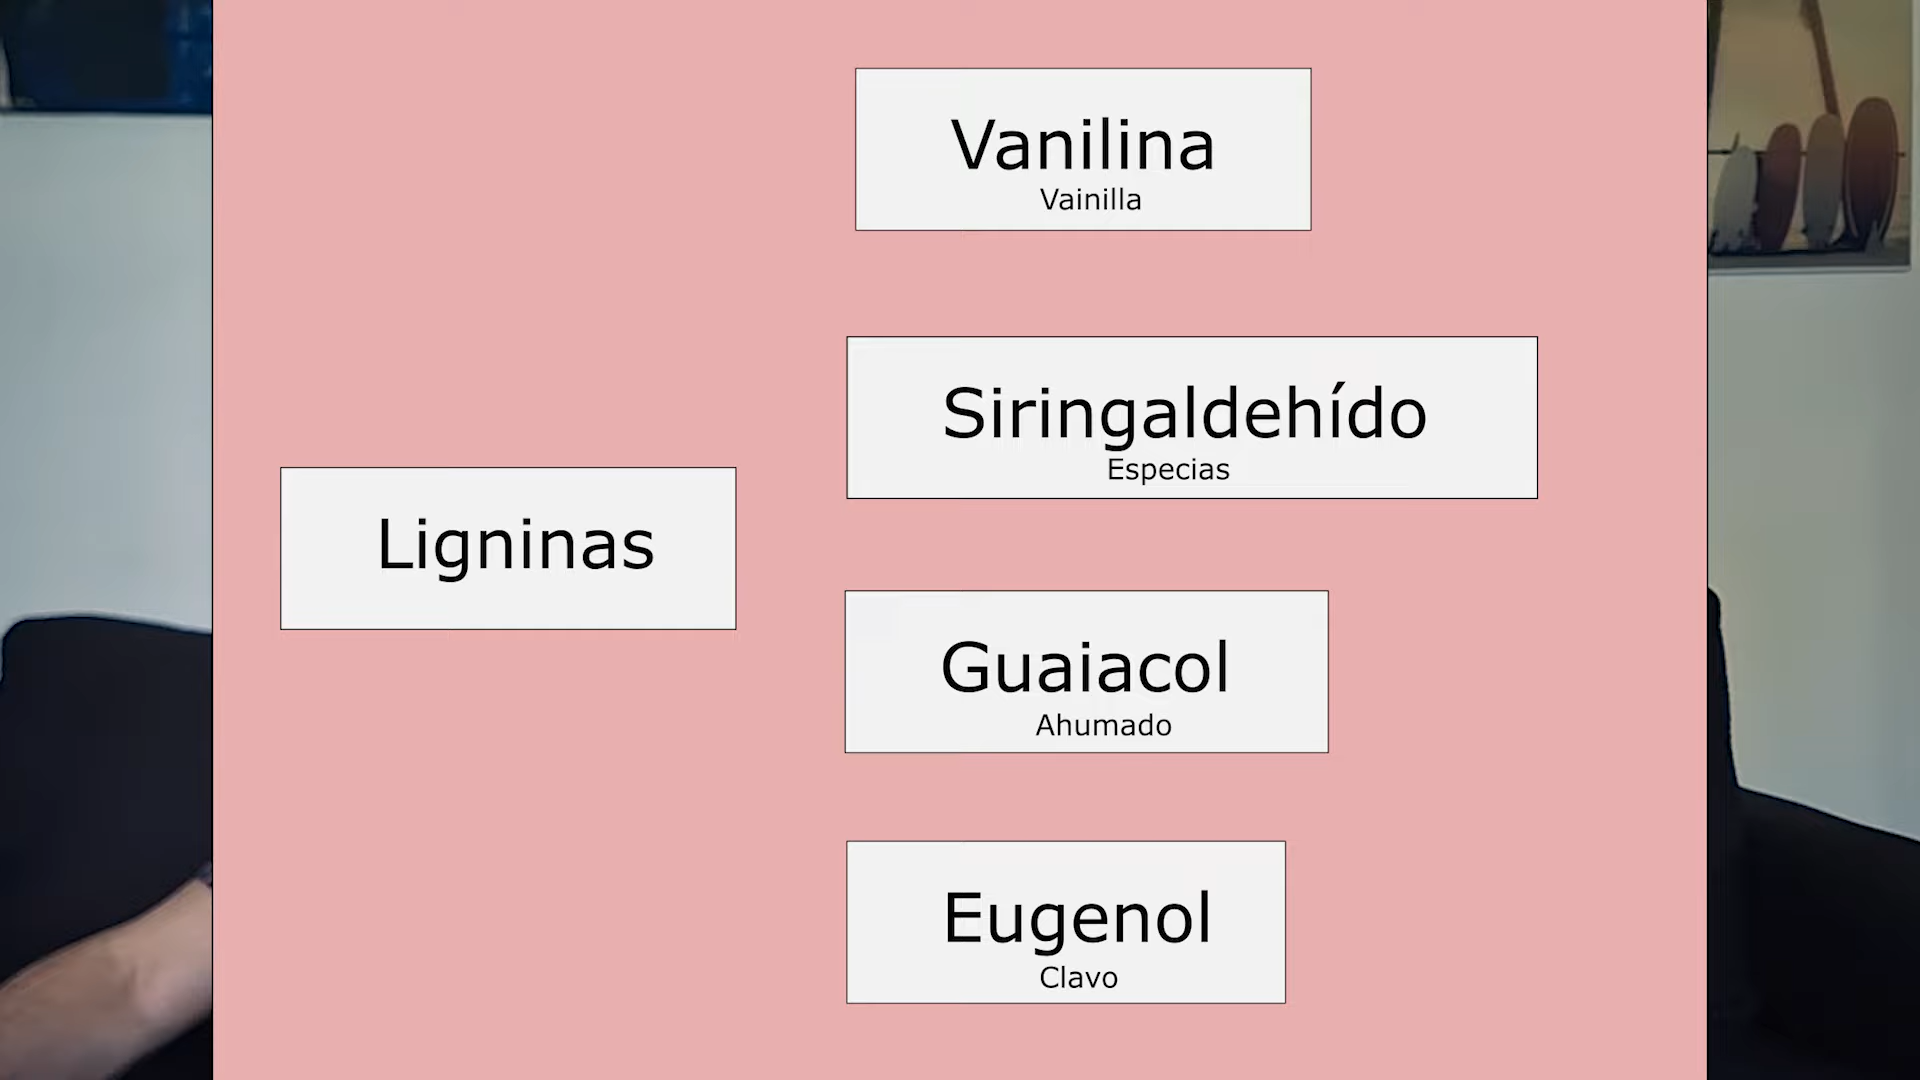 Vanilina
Vainilla
Siringaldehído
Especias
Ligninas
Guaiacol
Ahumado
Eugenol
Clavo